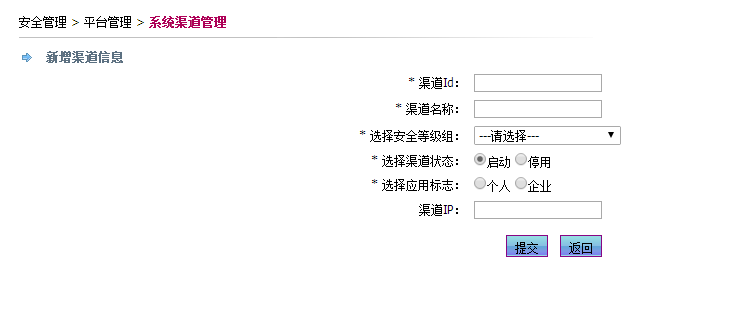 安全管理 > 平台管理 > 系统渠道管理
新增渠道信息
* 渠道Id：
* 渠道名称：
* 选择安全等级组： ---请选择---
* 选择渠道状态： 启动 停用
* 选择应用标志： 个人 企业
渠道IP：
提交 返回